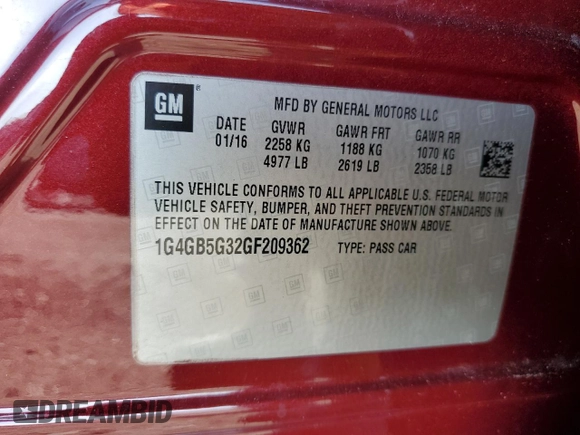 GM ®
MFD BY GENERAL MOTORS LLC
DATE GVWR GAWR FRT GAWR RR
01/16 2258 KG 1188 KG 1070 KG
4977 LB 2619 LB 2358 LB
THIS VEHICLE CONFORMS TO ALL APPLICABLE U.S. FEDERAL MOTOR
VEHICLE SAFETY, BUMPER, AND THEFT PREVENTION STANDARDS IN
EFFECT ON THE DATE OF MANUFACTURE SHOWN ABOVE.
1G4GB5G32GF209362 TYPE: PASS CAR
DREAMBID